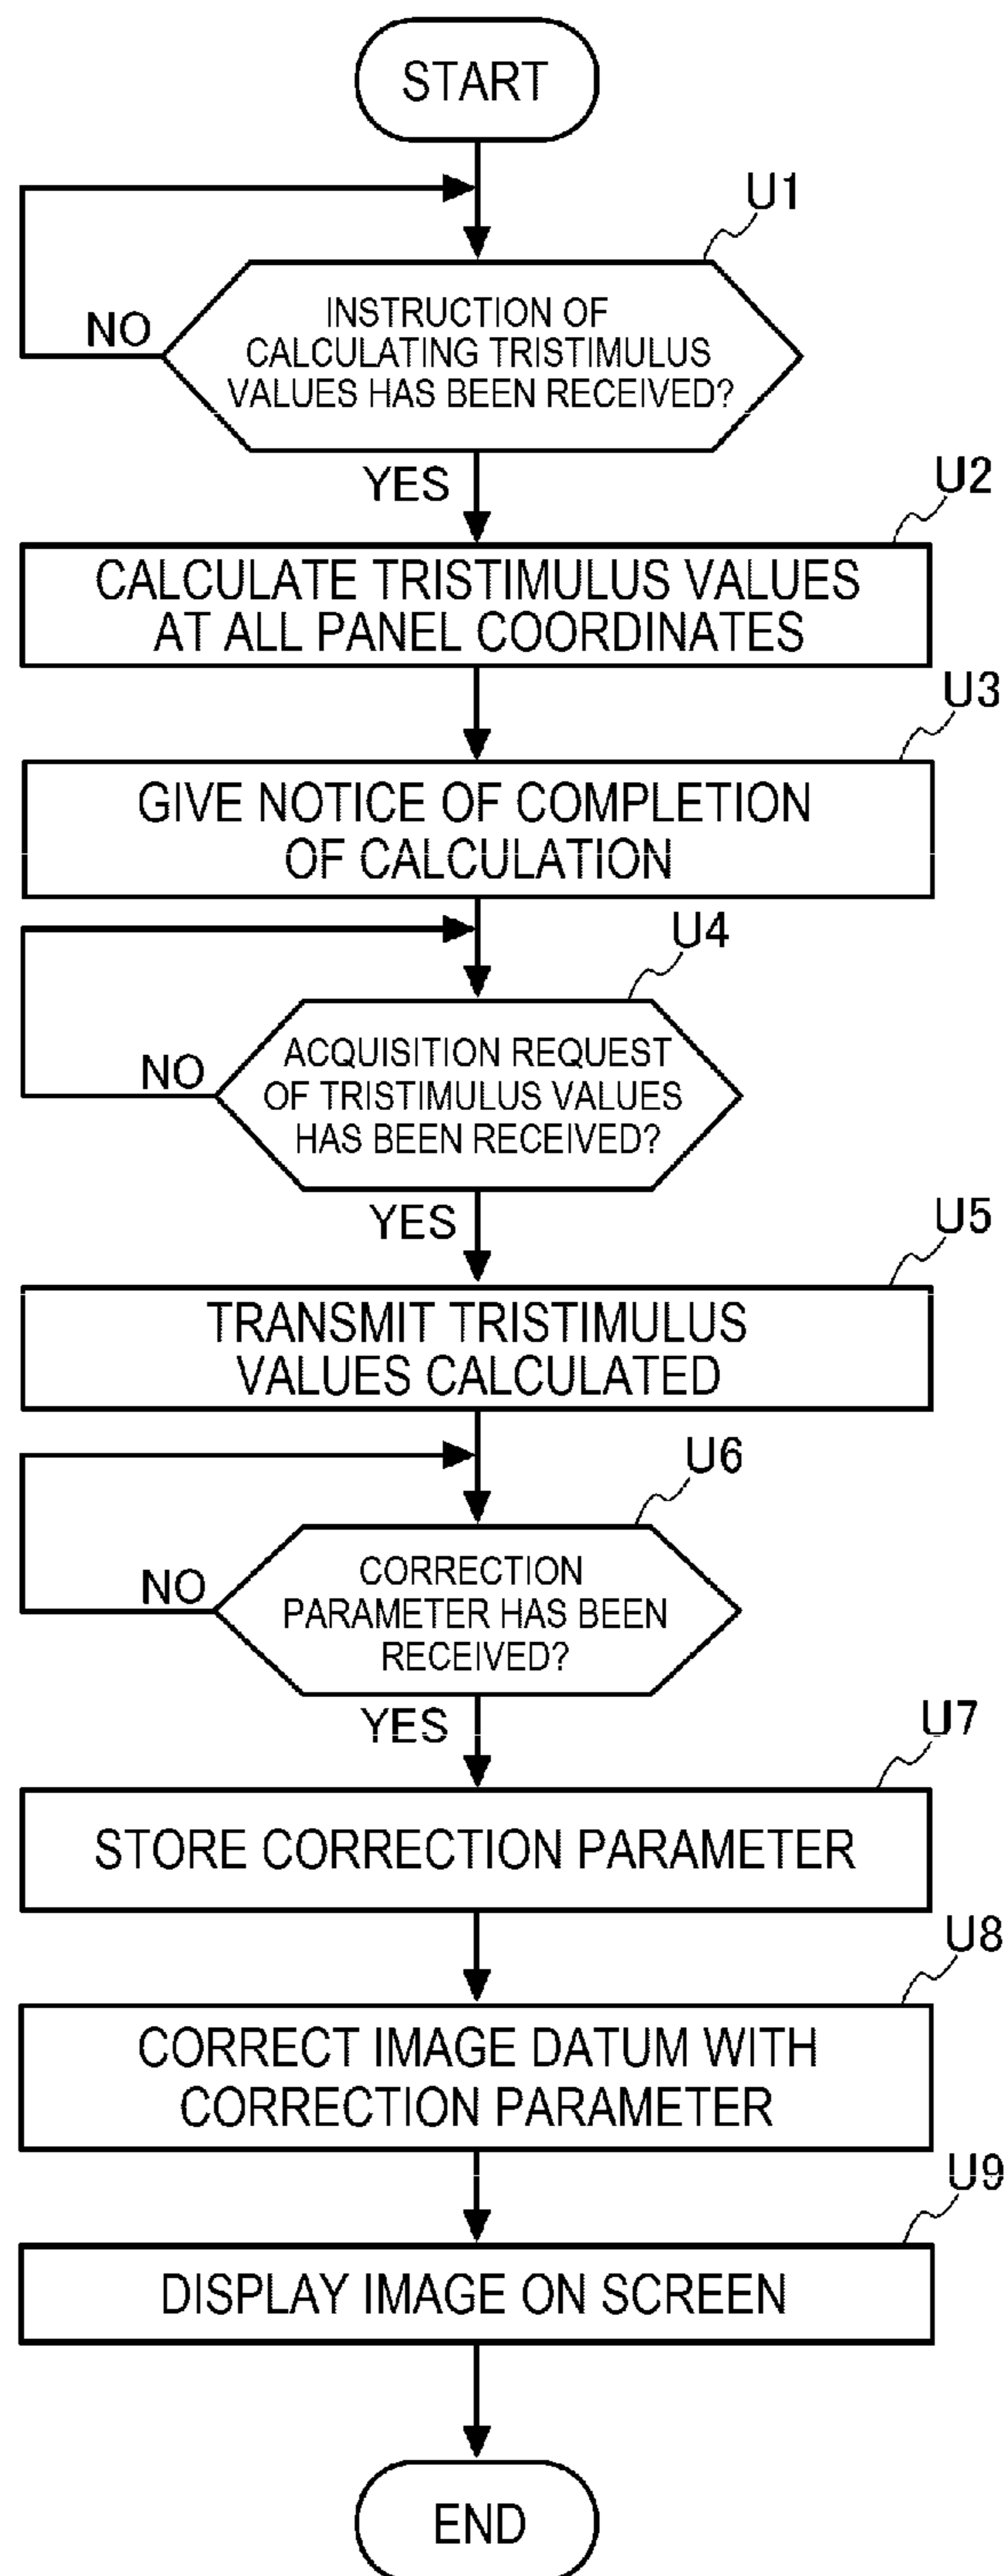 START
U1
INSTRUCTION OF
CALCULATING TRISTIMULUS
VALUES HAS BEEN RECEIVED?
NO
YES
U2
CALCULATE TRISTIMULUS VALUES
AT ALL PANEL COORDINATES
U3
GIVE NOTICE OF COMPLETION
OF CALCULATION
U4
ACQUISITION REQUEST
OF TRISTIMULUS VALUES
HAS BEEN RECEIVED?
NO
YES
U5
TRANSMIT TRISTIMULUS
VALUES CALCULATED
U6
CORRECTION
PARAMETER HAS BEEN
RECEIVED?
NO
YES
U7
STORE CORRECTION PARAMETER
U8
CORRECT IMAGE DATUM WITH
CORRECTION PARAMETER
U9
DISPLAY IMAGE ON SCREEN
END